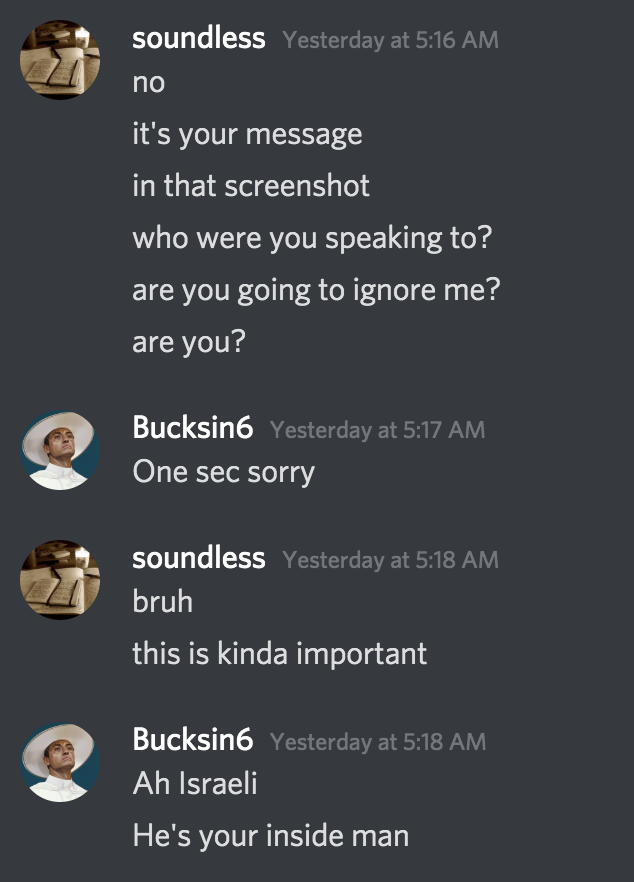 soundless Yesterday at 5:16 AM
no
it's your message
in that screenshot
who were you speaking to?
are you going to ignore me?
are you?
Bucksin6 Yesterday at 5:17 AM
One sec sorry
soundless Yesterday at 5:18 AM
bruh
this is kinda important
Bucksin6 Yesterday at 5:18 AM
Ah Israeli
He's your inside man